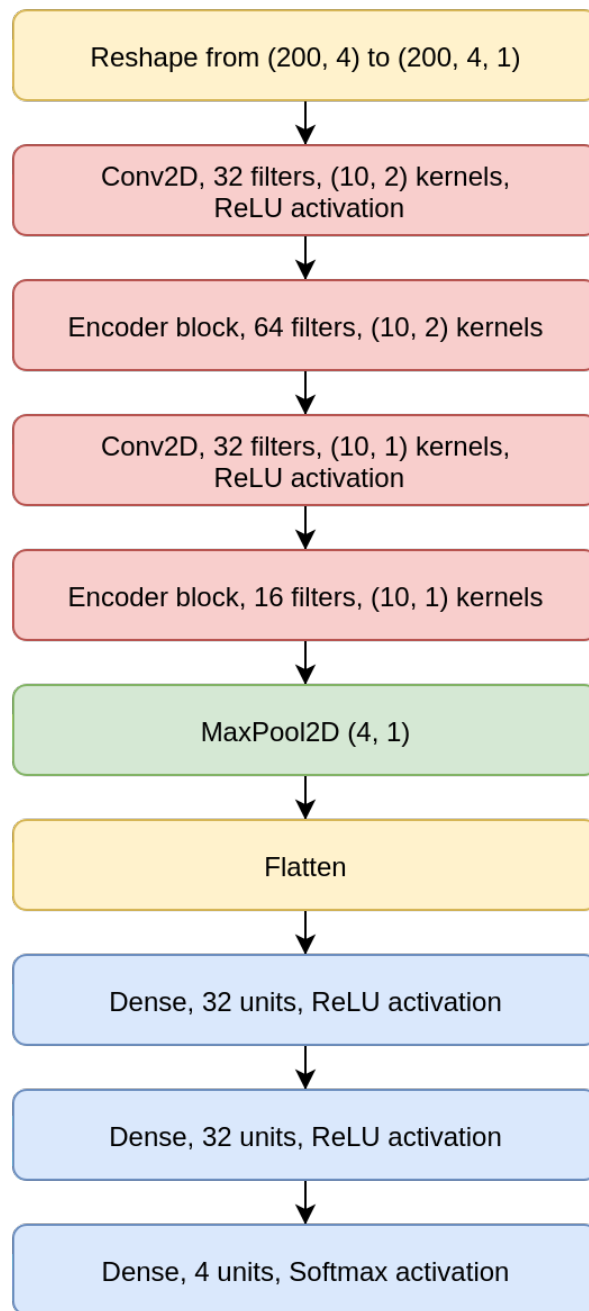 Reshape from (200, 4) to (200, 4, 1)
Conv2D, 32 filters, (10, 2) kernels,
ReLU activation
Encoder block, 64 filters, (10, 2) kernels
Conv2D, 32 filters, (10, 1) kernels,
ReLU activation
Encoder block, 16 filters, (10, 1) kernels
MaxPool2D (4, 1)
Flatten
Dense, 32 units, ReLU activation
Dense, 32 units, ReLU activation
Dense, 4 units, Softmax activation